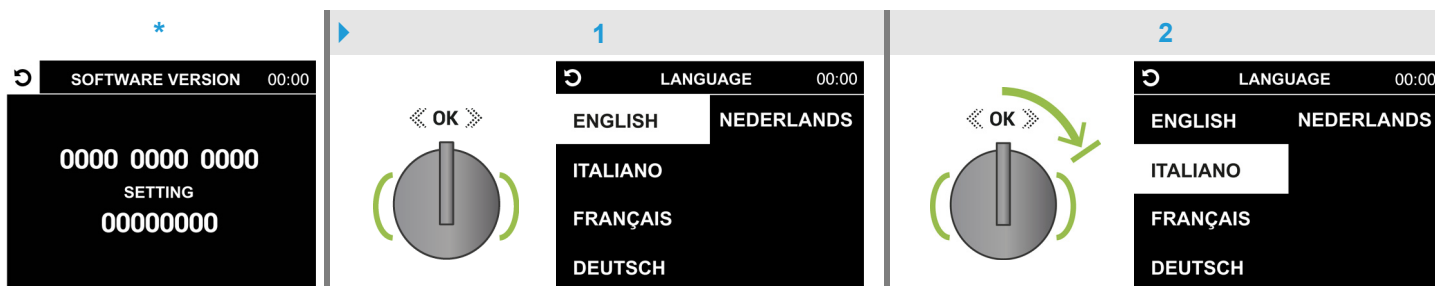 *
1
2
SOFTWARE VERSION 00:00
0000 0000 0000
SETTING
00000000
OK
LANGUAGE 00:00
ENGLISH NEDERLANDS
ITALIANO
FRANÇAIS
DEUTSCH
OK
LANGUAGE 00:00
ENGLISH NEDERLANDS
ITALIANO
FRANÇAIS
DEUTSCH